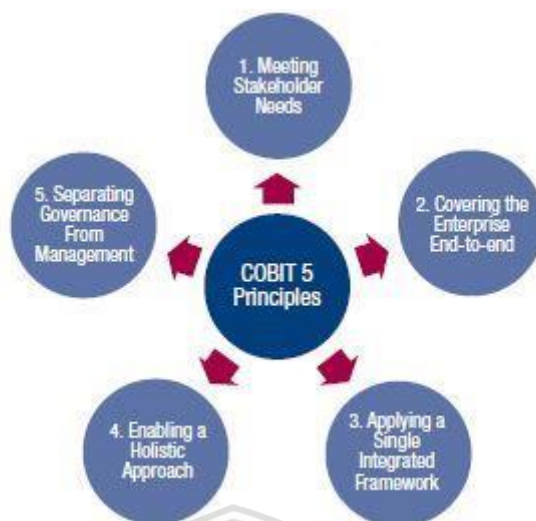 1. Meeting
Stakeholder
Needs
5. Separating
Governance
From
Management
2. Covering the
Enterprise
End-to-end
COBIT 5
Principles
4. Enabling a
Holistic
Approach
3. Applying a
Single
Integrated
Framework